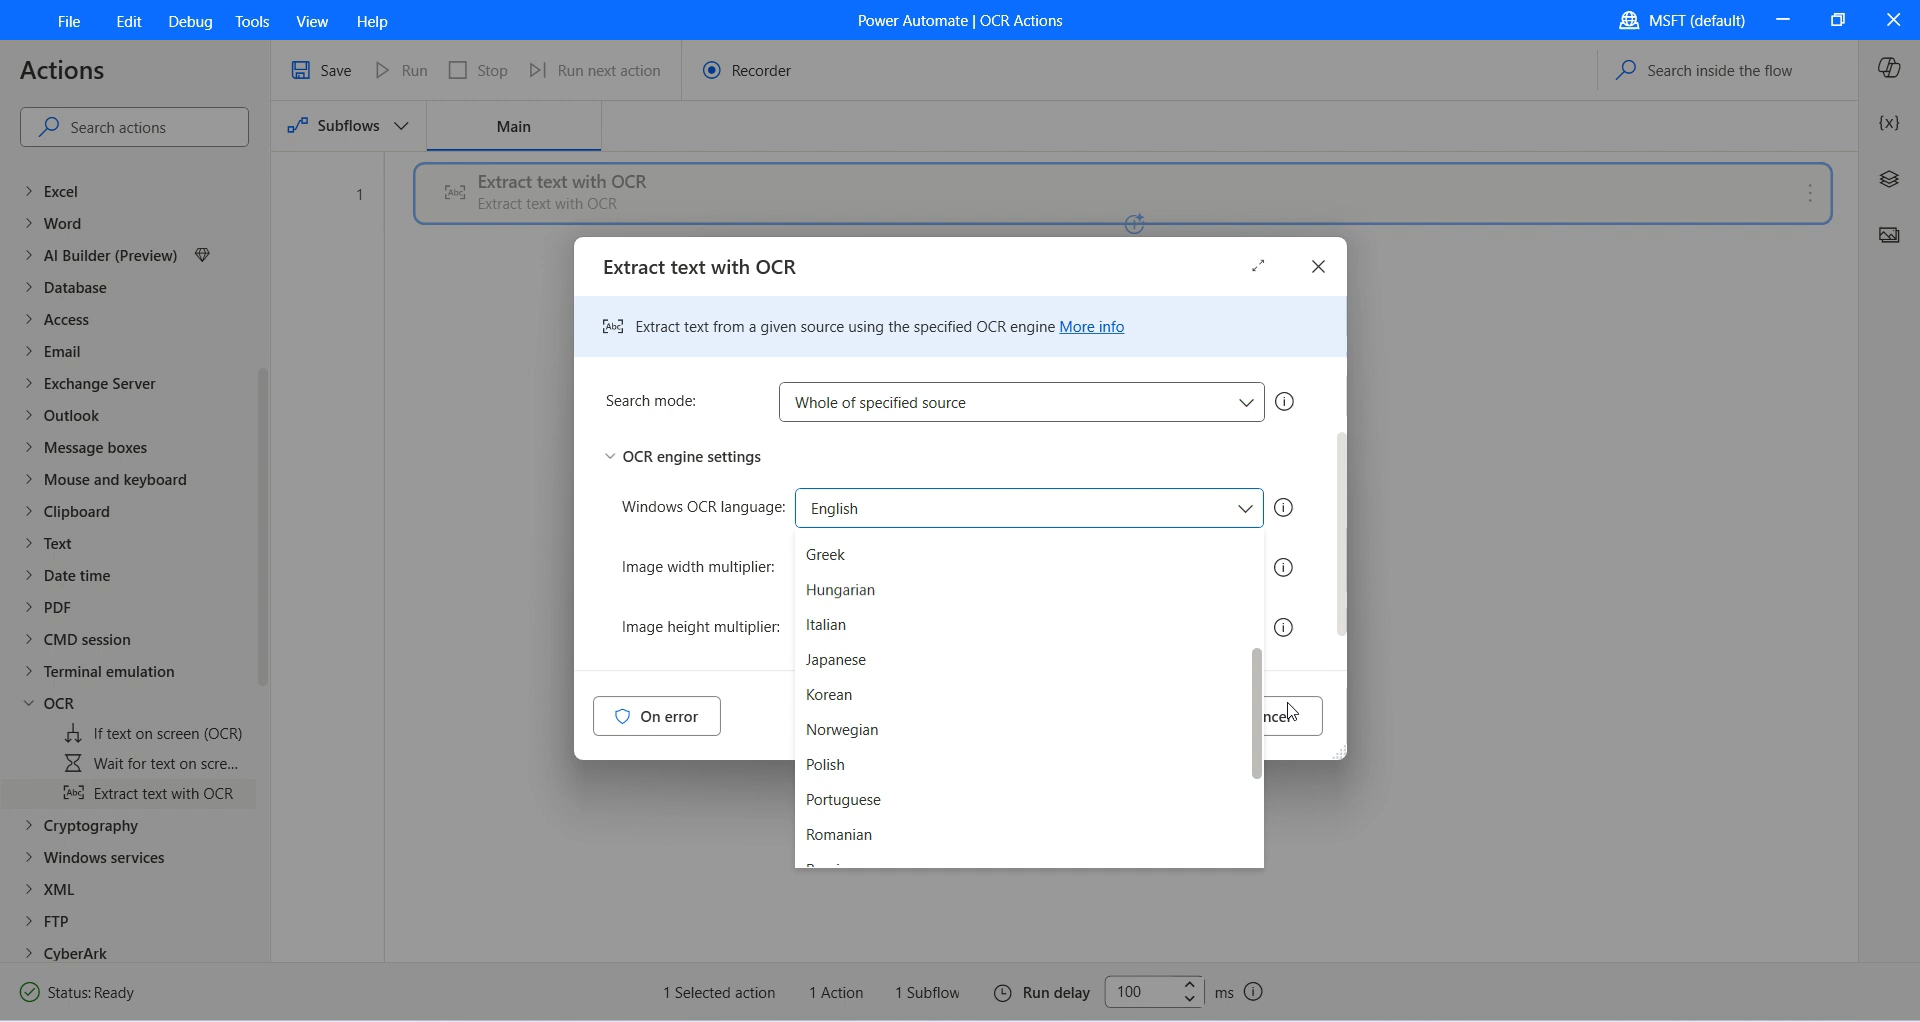 File Edit Debug Tools View Help
Power Automate | OCR Actions
MSFT (default)
Actions
Save Run Stop Run next action Recorder
Search inside the flow
Search actions
Subflows Main
Excel
Word
AI Builder (Preview)
Database
Access
Email
Exchange Server
Outlook
Message boxes
Mouse and keyboard
Clipboard
Text
Date time
PDF
CMD session
Terminal emulation
OCR
If text on screen (OCR)
Wait for text on scre...
Extract text with OCR
Cryptography
Windows services
XML
FTP
CyberArk
{x}
1
Abc
Extract text with OCR
Extract text with OCR
Extract text with OCR
Abc Extract text from a given source using the specified OCR engine More info
Search mode: Whole of specified source
OCR engine settings
Windows OCR language: English
Image width multiplier:
Image height multiplier:
Greek
Hungarian
Italian
Japanese
Korean
Norwegian
Polish
Portuguese
Romanian
On error
Status: Ready
1 Selected action 1 Action 1 Subflow Run delay 100 ms